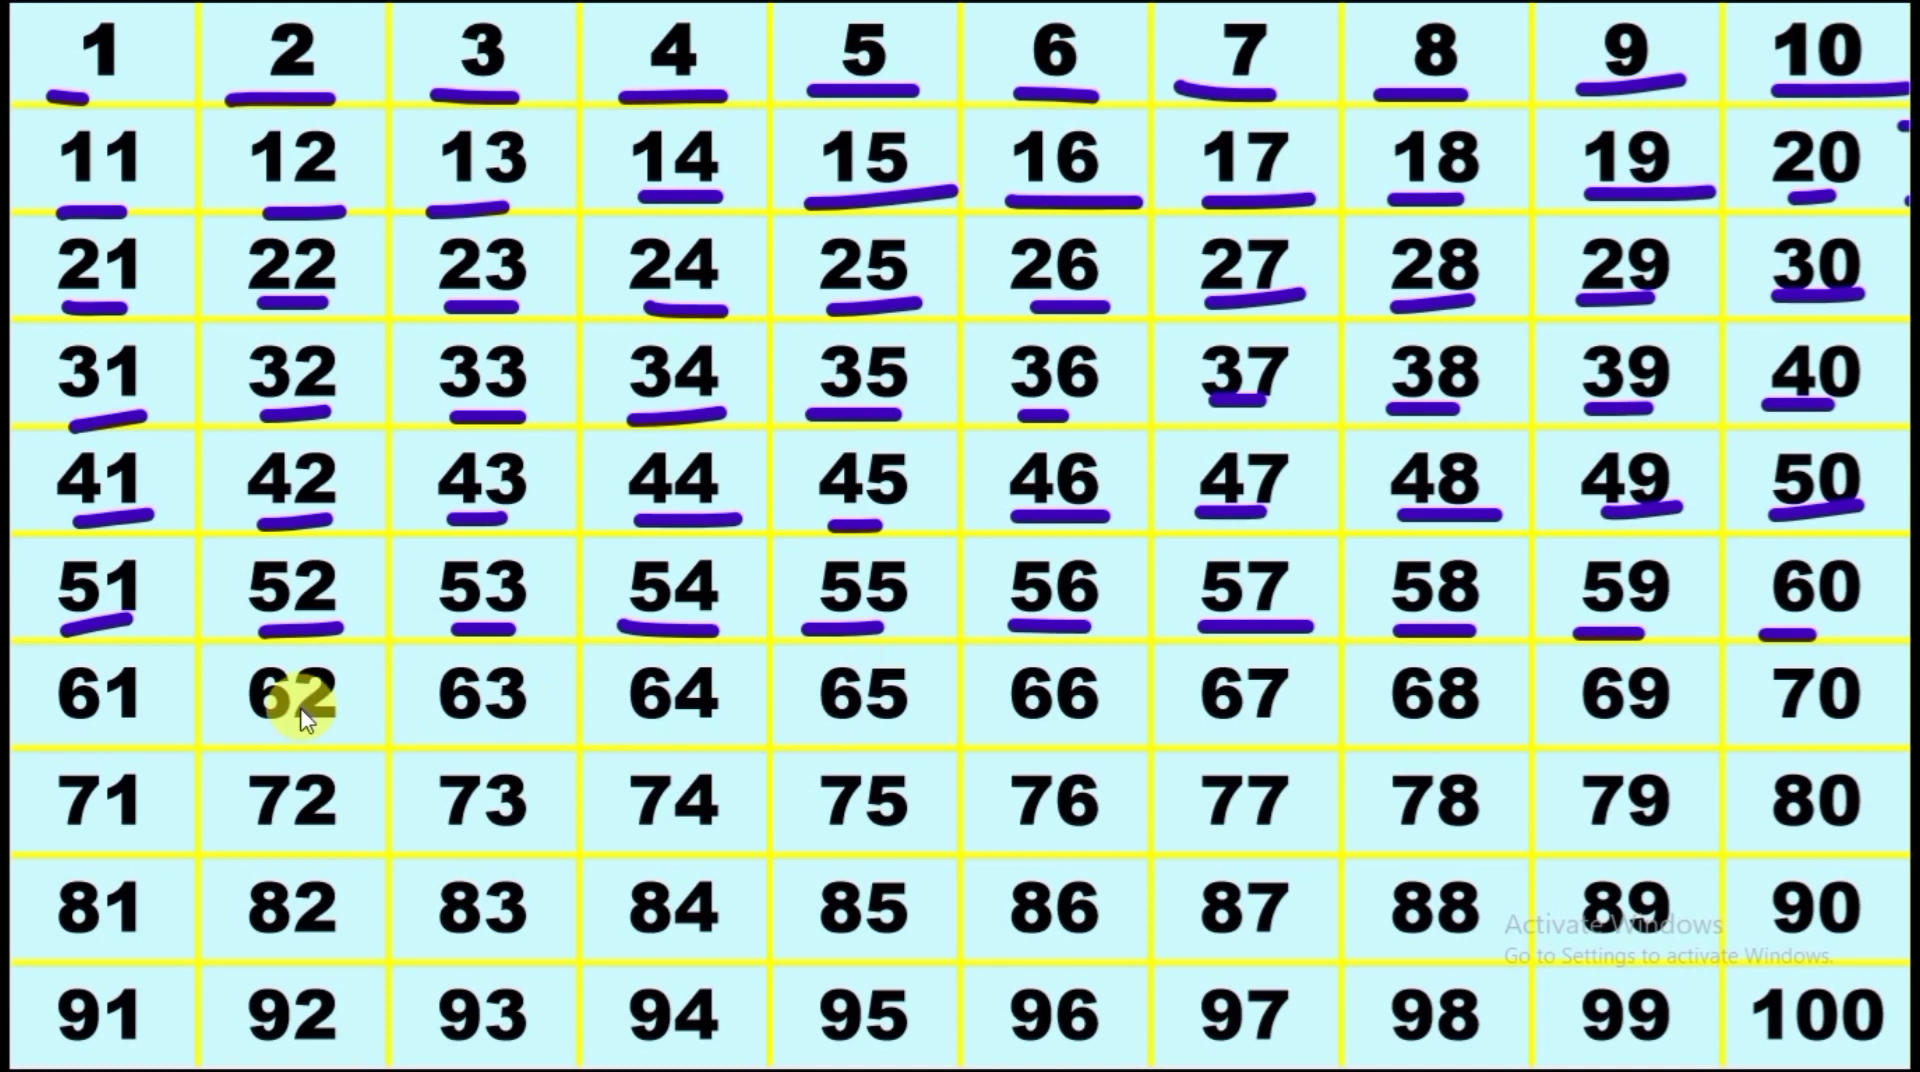 1 2 3 4 5 6 7 8 9 10
11 12 13 14 15 16 17 18 19 20
21 22 23 24 25 26 27 28 29 30
31 32 33 34 35 36 37 38 39 40
41 42 43 44 45 46 47 48 49 50
51 52 53 54 55 56 57 58 59 60
61 62 63 64 65 66 67 68 69 70
71 72 73 74 75 76 77 78 79 80
81 82 83 84 85 86 87 88 89 90
Activate Windows
Go to Settings to activate Windows.
91 92 93 94 95 96 97 98 99 100